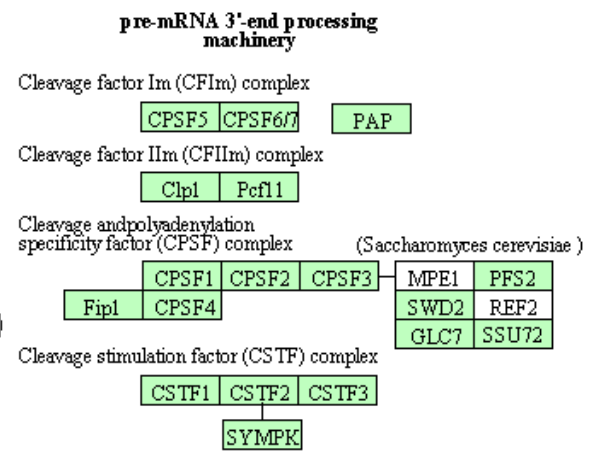 pre-mRNA 3'-end processing
machinery
Cleavage factor Im (CFIm) complex
CPSF5 CPSF6/7 PAP
Cleavage factor IIm (CFIIm) complex
Clp1 Pcf11
Cleavage andpolyadenylation
specificity factor (CPSF) complex (Saccharomyces cerevisiae )
CPSF1 CPSF2 CPSF3 MPE1 PFS2
Fip1 CPSF4 SWD2 REF2
GLC7 SSU72
Cleavage stimulation factor (CSTF) complex
CSTF1 CSTF2 CSTF3
SYMPK